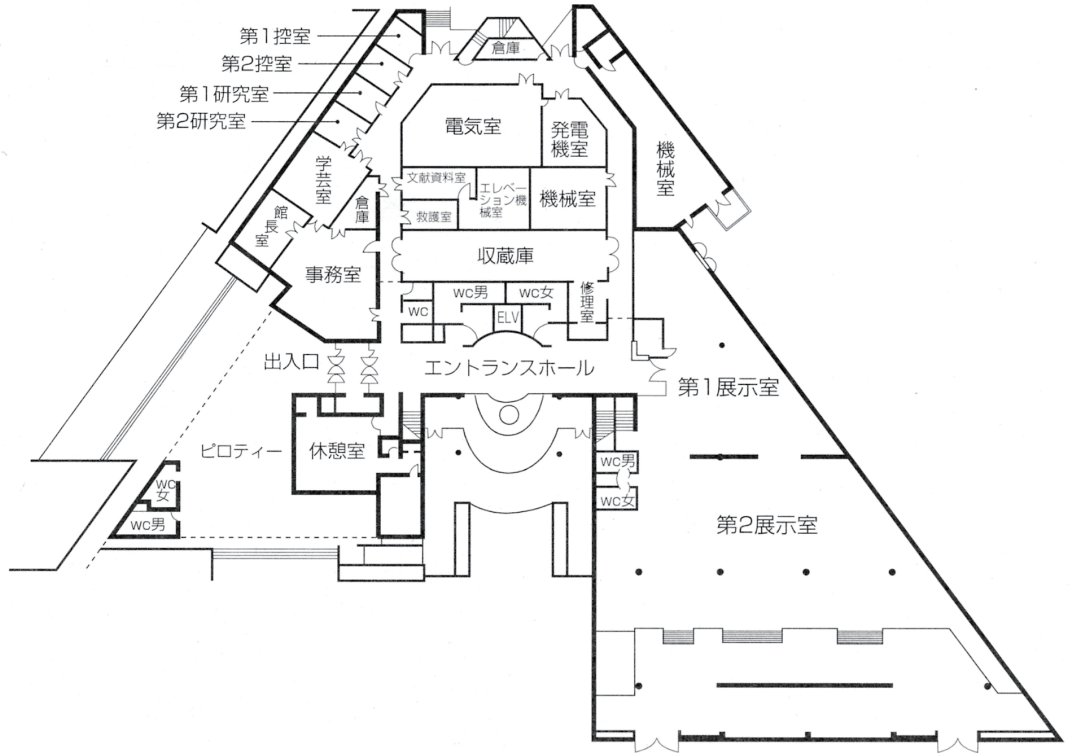 第1控室
第2控室
第1研究室
第2研究室
倉庫
電気室
発電
機室
機械室
学芸室
文献資料室
エレベー
ション機
械室
機械室
救護室
倉庫
館長室
事務室
収蔵庫
修理室
WC男
WC女
WC
ELV
出入口
エントランスホール
第1展示室
ピロティー
休憩室
WC男
WC女
WC
女
WC男
第2展示室